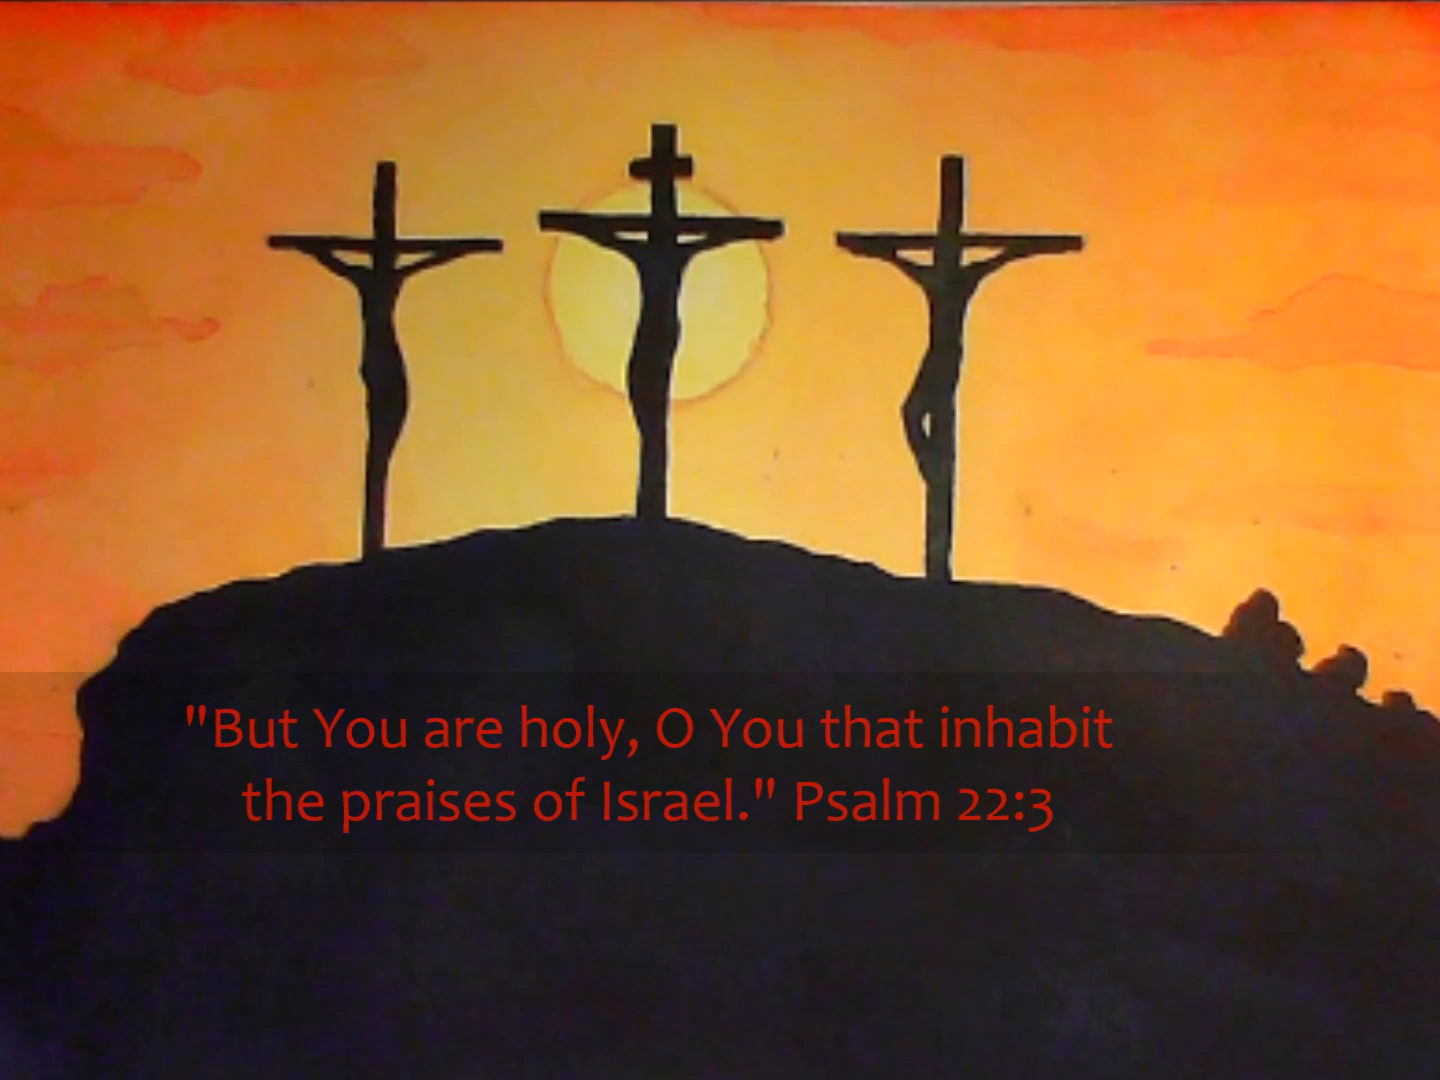 "But You are holy, O You that inhabit
the praises of Israel." Psalm 22:3